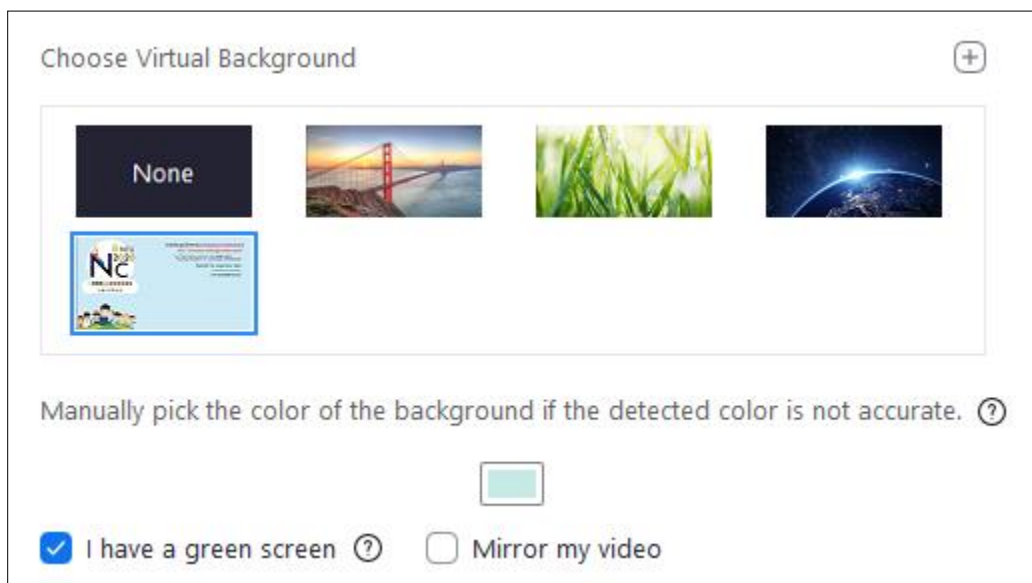 Choose Virtual Background
None
NC
Manually pick the color of the background if the detected color is not accurate.
I have a green screen
Mirror my video